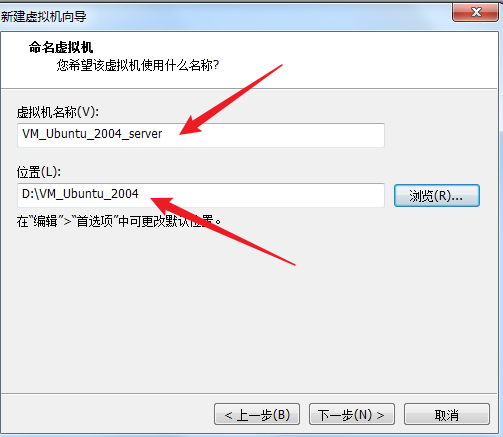 新建虚拟机向导
命名虚拟机
您希望该虚拟机使用什么名称?
虚拟机名称(V):
VM_Ubuntu_2004_server
位置(L):
D:\VM_Ubuntu_2004
浏览(R)...
在“编辑”>“首选项”中可更改默认位置。
< 上一步(B)
下一步(N) >
取消